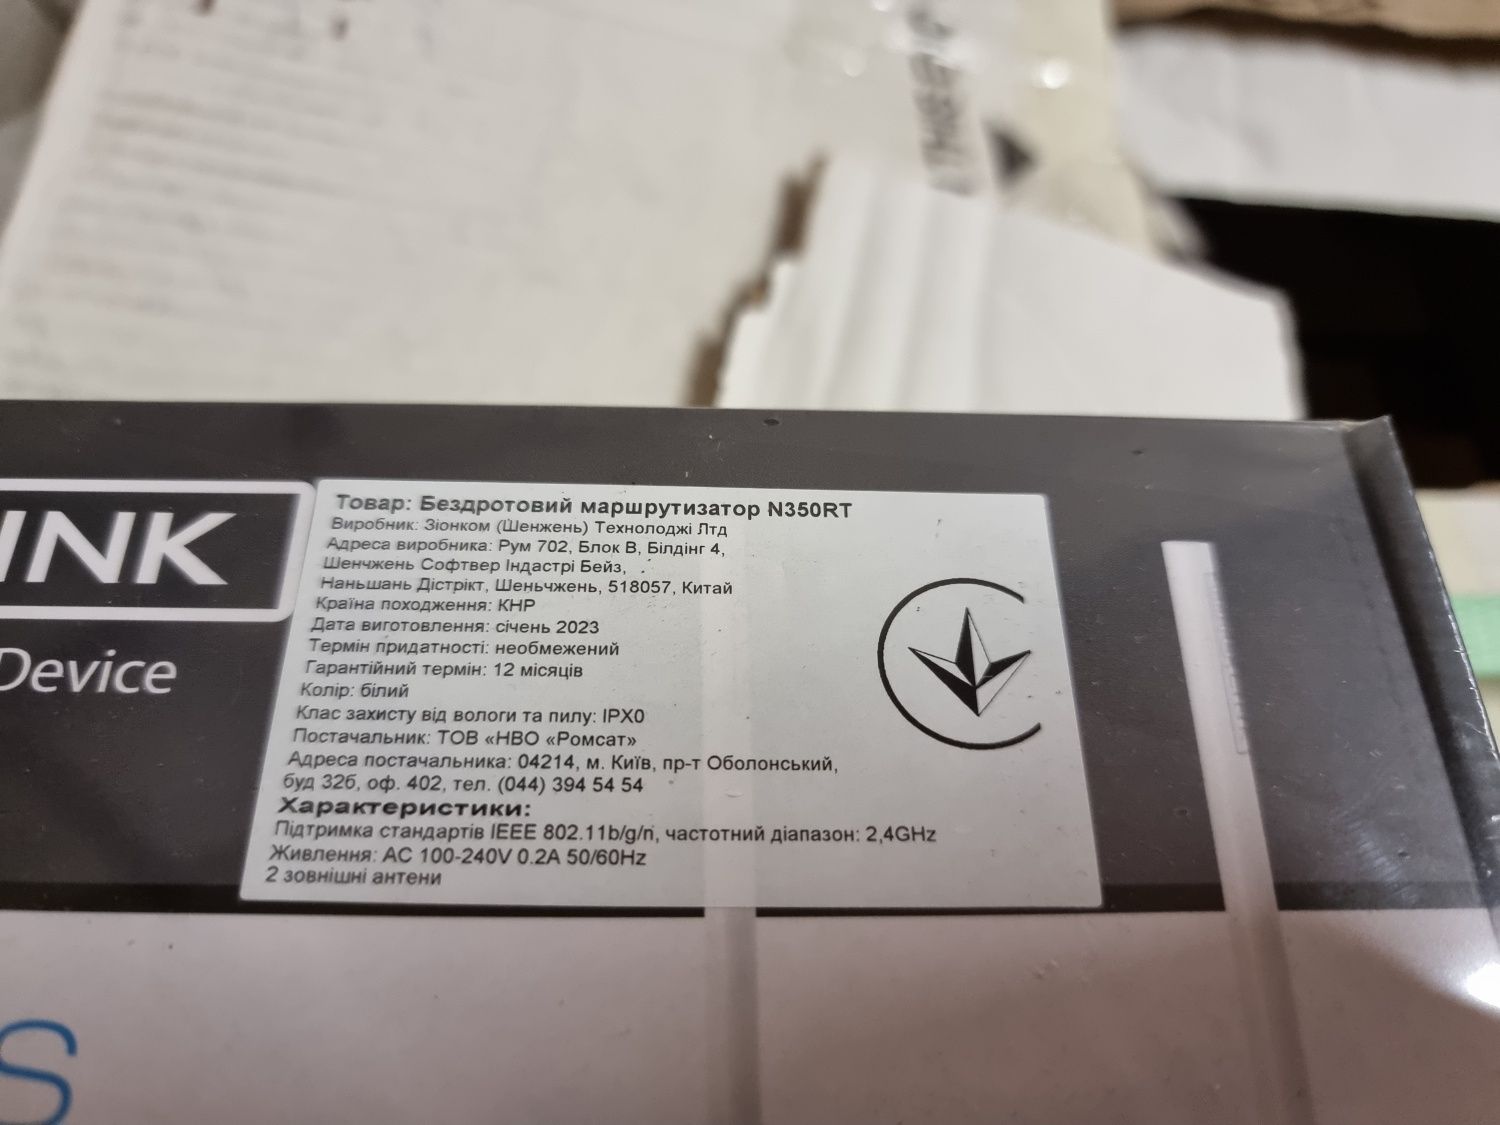 INK
Device
Товар: Бездротовий маршрутизатор N350RT
Виробник: Зіонком (Шенжень) Технолоджі Лтд
Адреса виробника: Рум 702, Блок В, Білдінг 4,
Шенчжень Софтвер Індастрі Бейз,
Наньшань Дістрікт, Шеньчжень, 518057, Китай
Країна походження: КНР
Дата виготовлення: січень 2023
Термін придатності: необмежений
Гарантійний термін: 12 місяців
Колір: білий
Клас захисту від вологи та пилу: IPX0
Постачальник: ТОВ «НВО «Ромсат»
Адреса постачальника: 04214, м. Київ, пр-т Оболонський,
буд 32б, оф. 402, тел. (044) 394 54 54
Характеристики:
Підтримка стандартів IEEE 802.11b/g/n, частотний діапазон: 2,4GHz
Живлення: AC 100-240V 0.2A 50/60Hz
2 зовнішні антени
S